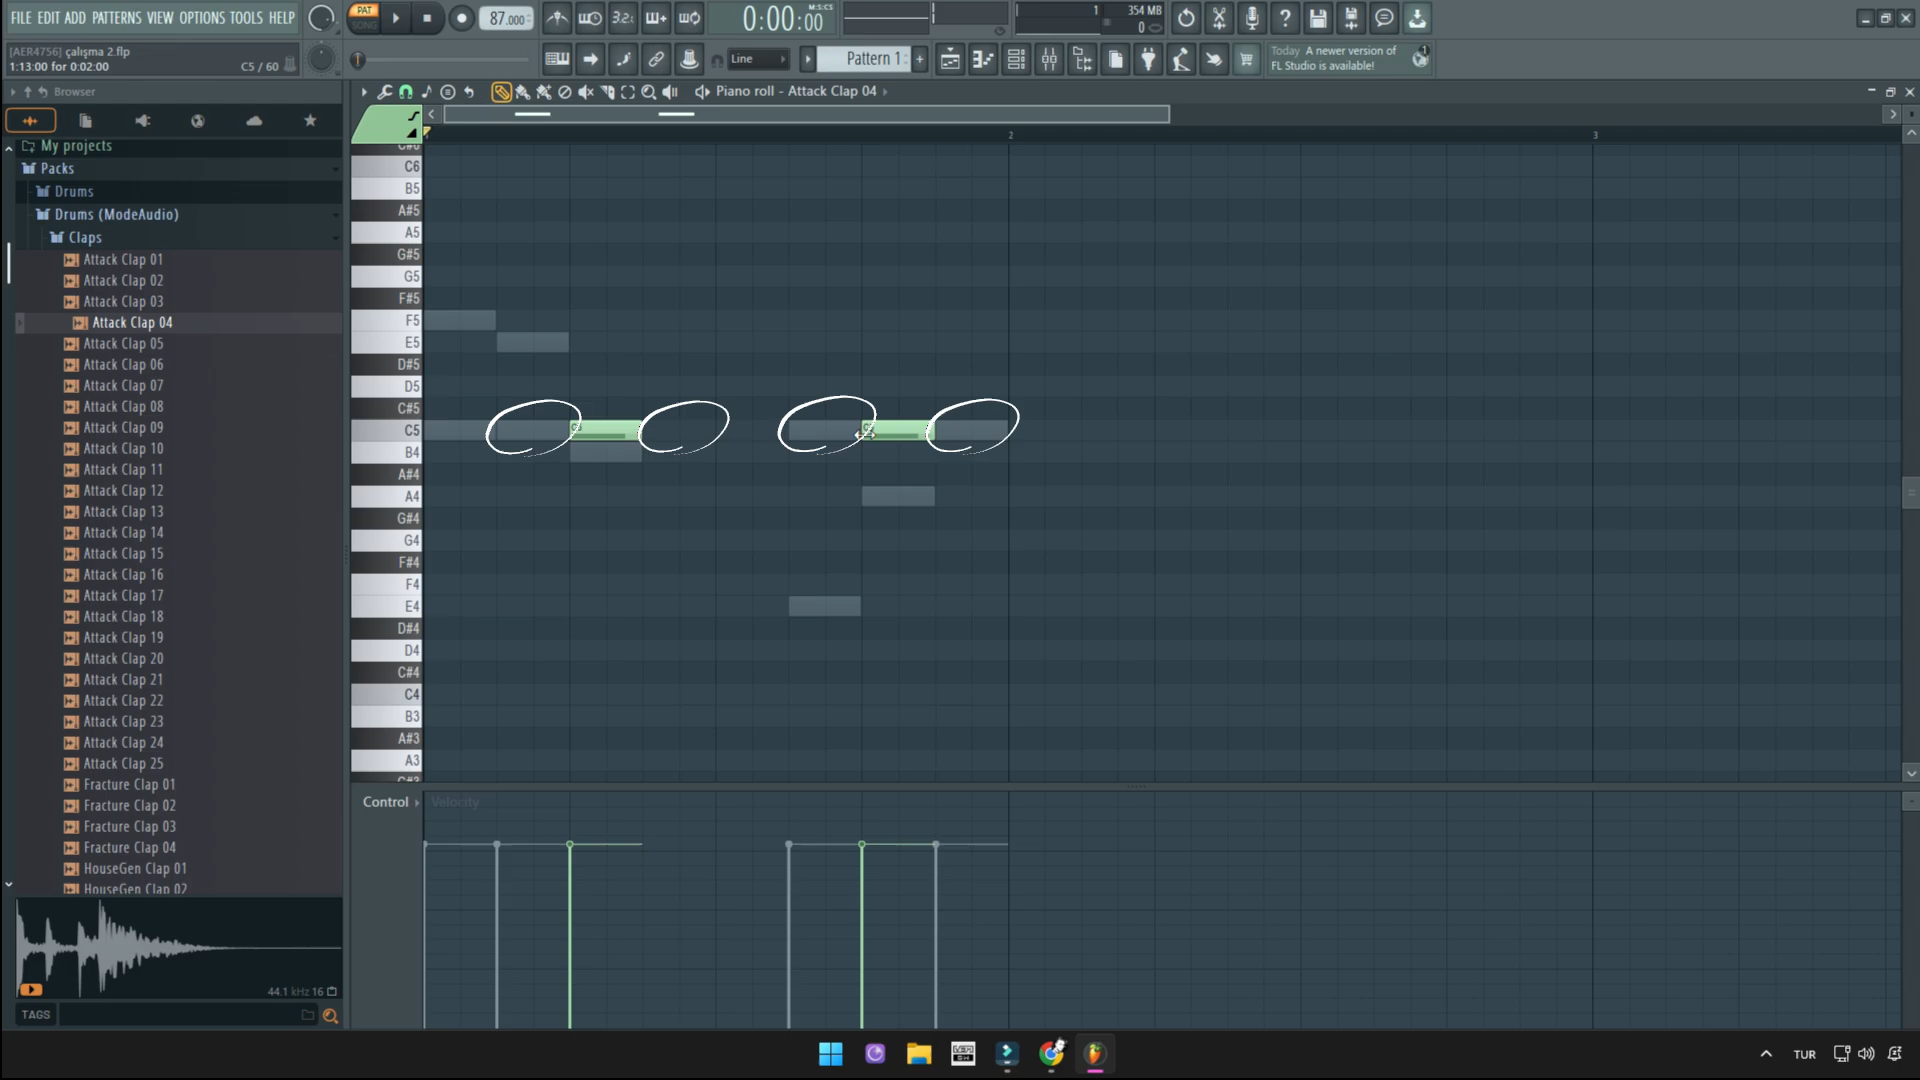 FILE EDIT ADD PATTERNS VIEW OPTIONS TOOLS HELP
[AER4756] çalışma 2.flp
1:13:00 for 0:02:00
C5 / 60
PAT
SONG
87.000
3.2.
0:00:00
M:S:CS
1
354 MB
0
Line
Pattern 1
+
Today A newer version of
FL Studio is available!
1
Browser
Piano roll - Attack Clap 04
My projects
Packs
Drums
Drums (ModeAudio)
Claps
Attack Clap 01
Attack Clap 02
Attack Clap 03
Attack Clap 04
Attack Clap 05
Attack Clap 06
Attack Clap 07
Attack Clap 08
Attack Clap 09
Attack Clap 10
Attack Clap 11
Attack Clap 12
Attack Clap 13
Attack Clap 14
Attack Clap 15
Attack Clap 16
Attack Clap 17
Attack Clap 18
Attack Clap 19
Attack Clap 20
Attack Clap 21
Attack Clap 22
Attack Clap 23
Attack Clap 24
Attack Clap 25
Fracture Clap 01
Fracture Clap 02
Fracture Clap 03
Fracture Clap 04
HouseGen Clap 01
HouseGen Clap 02
44.1 kHz 16
TAGS
2
3
C#6
C6
B5
A#5
A5
G#5
G5
F#5
F5
E5
D#5
D5
C#5
C5
B4
A#4
A4
G#4
G4
F#4
F4
E4
D#4
D4
C#4
C4
B3
A#3
A3
G#3
Control
Velocity
TUR